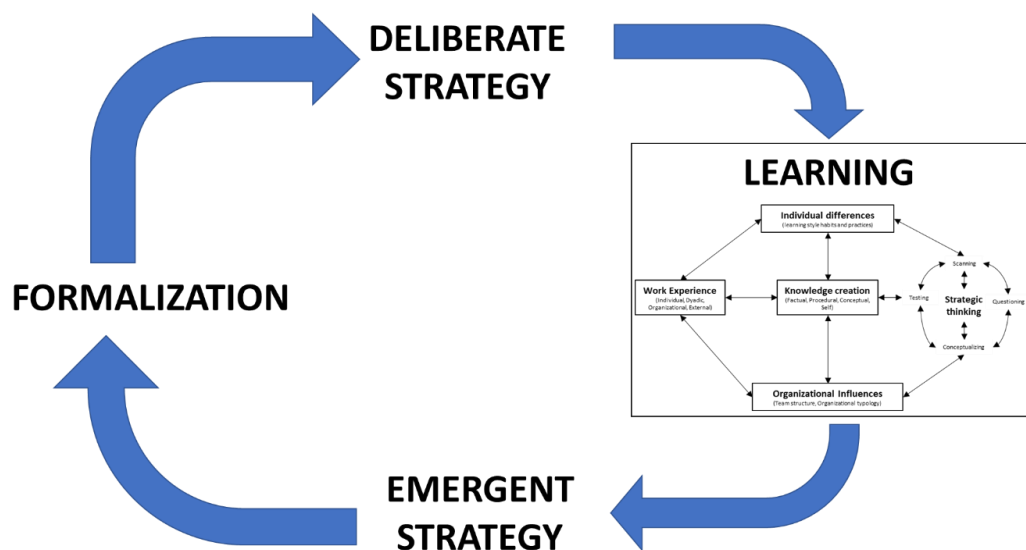 DELIBERATE
STRATEGY
LEARNING
Individual differences
(learning style habits and practices)
Scanning
Work Experience
(Individual, Dyadic,
Organizational, External)
Knowledge creation
(Factual, Procedural, Conceptual,
Self)
Testing
Strategic
thinking
Questioning
Conceptualizing
Organizational Influences
(Team structure, Organizational typology)
FORMALIZATION
EMERGENT
STRATEGY